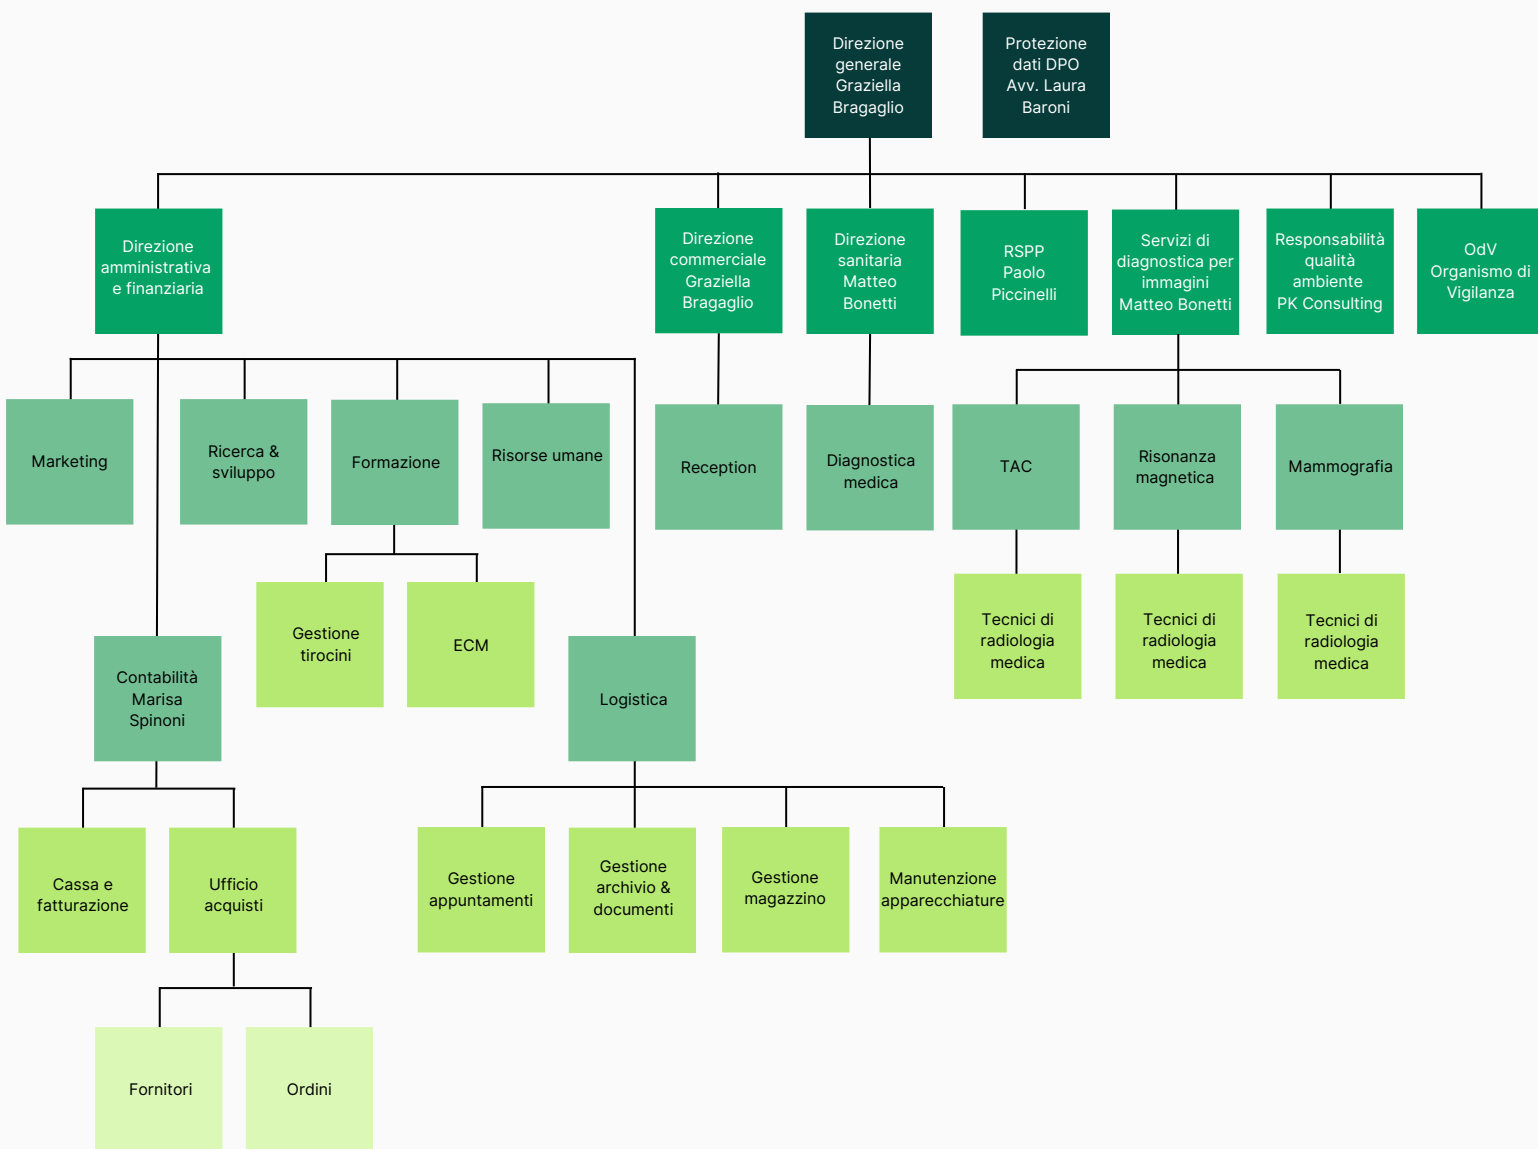 Direzione
generale
Graziella
Bragaglio
Protezione
dati DPO
Avv. Laura
Baroni
Direzione
amministrativa
e finanziaria
Direzione
commerciale
Graziella
Bragaglio
Direzione
sanitaria
Matteo
Bonetti
RSPP
Paolo
Piccinelli
Servizi di
diagnostica per
immagini
Matteo Bonetti
Responsabilità
qualità
ambiente
PK Consulting
OdV
Organismo di
Vigilanza
Marketing
Ricerca &
sviluppo
Formazione
Risorse umane
Reception
Diagnostica
medica
TAC
Risonanza
magnetica
Mammografia
Gestione
tirocini
ECM
Tecnici di
radiologia
medica
Tecnici di
radiologia
medica
Tecnici di
radiologia
medica
Contabilità
Marisa
Spinoni
Logistica
Cassa e
fatturazione
Ufficio
acquisti
Gestione
appuntamenti
Gestione
archivio &
documenti
Gestione
magazzino
Manutenzione
apparecchiature
Fornitori
Ordini